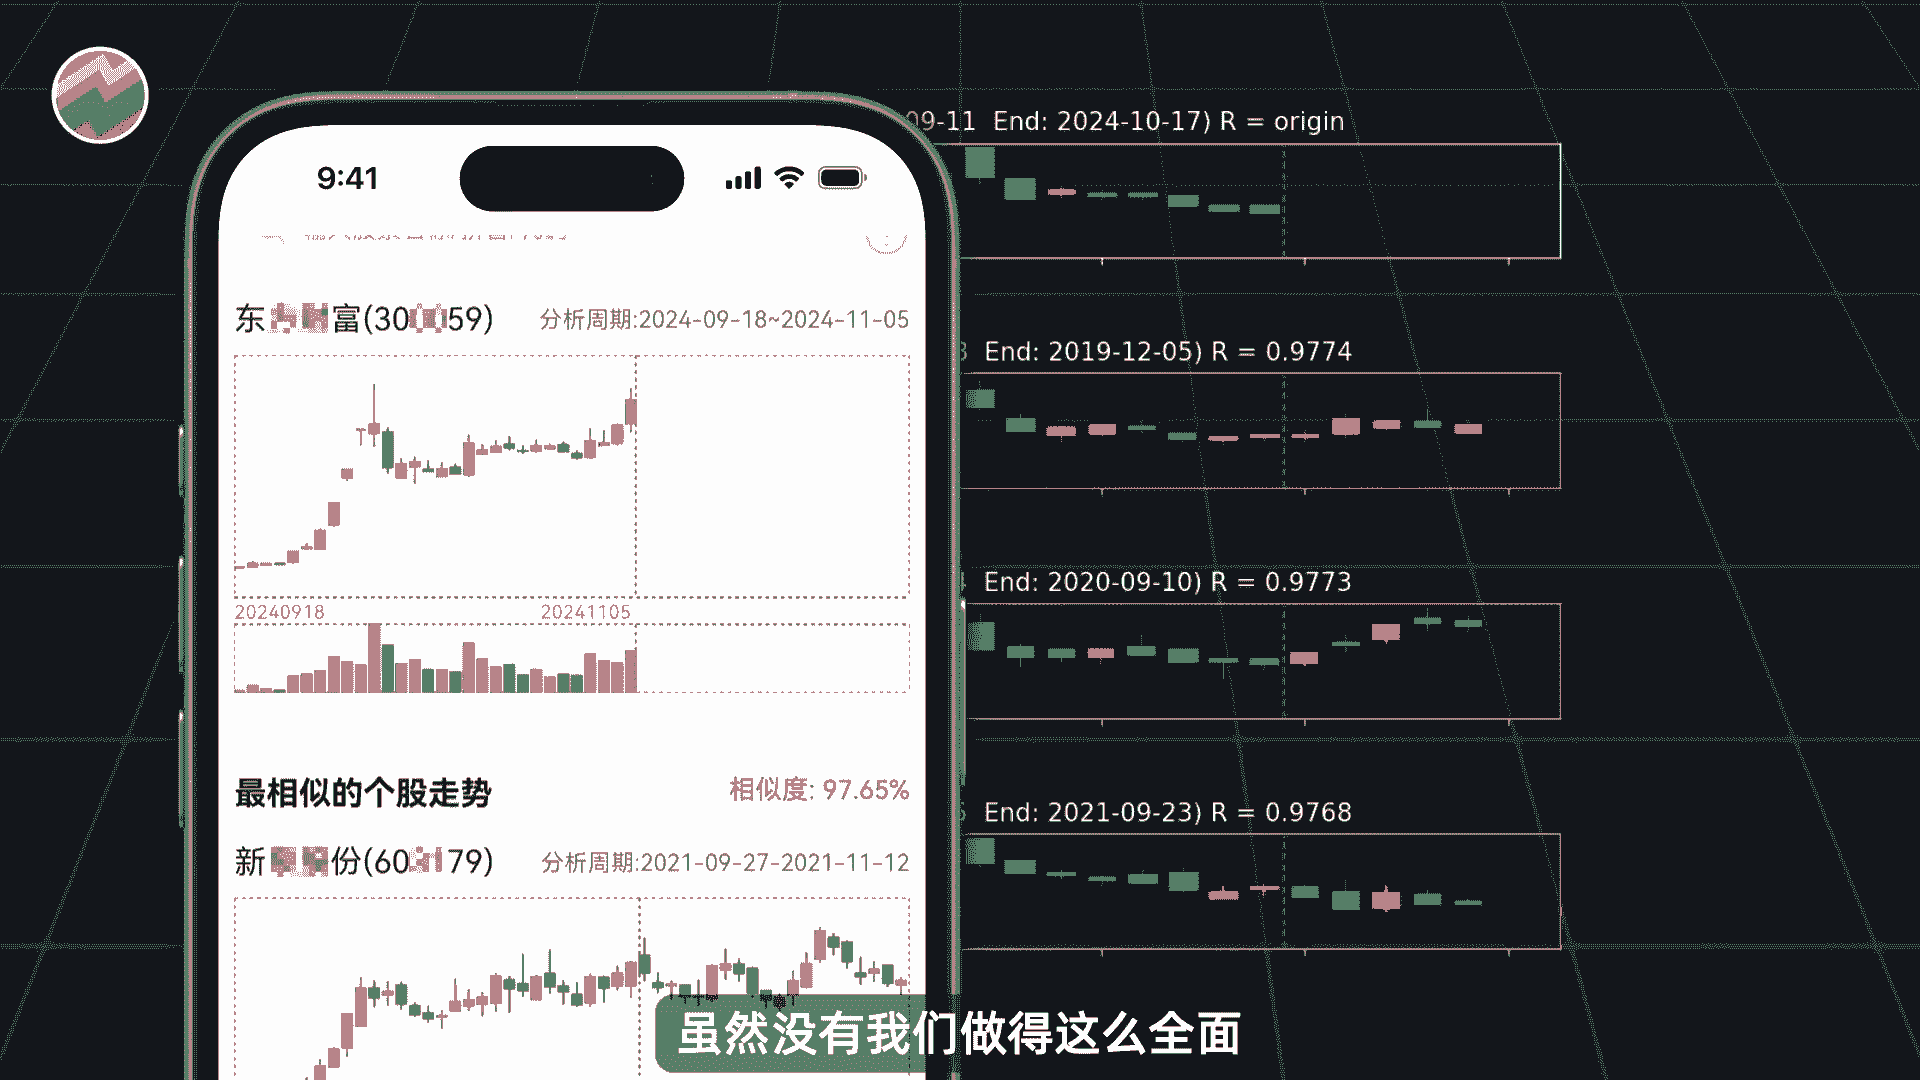 9:41
09-11 End: 2024-10-17) R = origin
东 富(30 59) 分析周期:2024-09-18~2024-11-05
20240918 20241105
End: 2019-12-05) R = 0.9774
End: 2020-09-10) R = 0.9773
最相似的个股走势 相似度: 97.65%
End: 2021-09-23) R = 0.9768
新 份(60 79) 分析周期:2021-09-27-2021-11-12
虽然没有我们做得这么全面